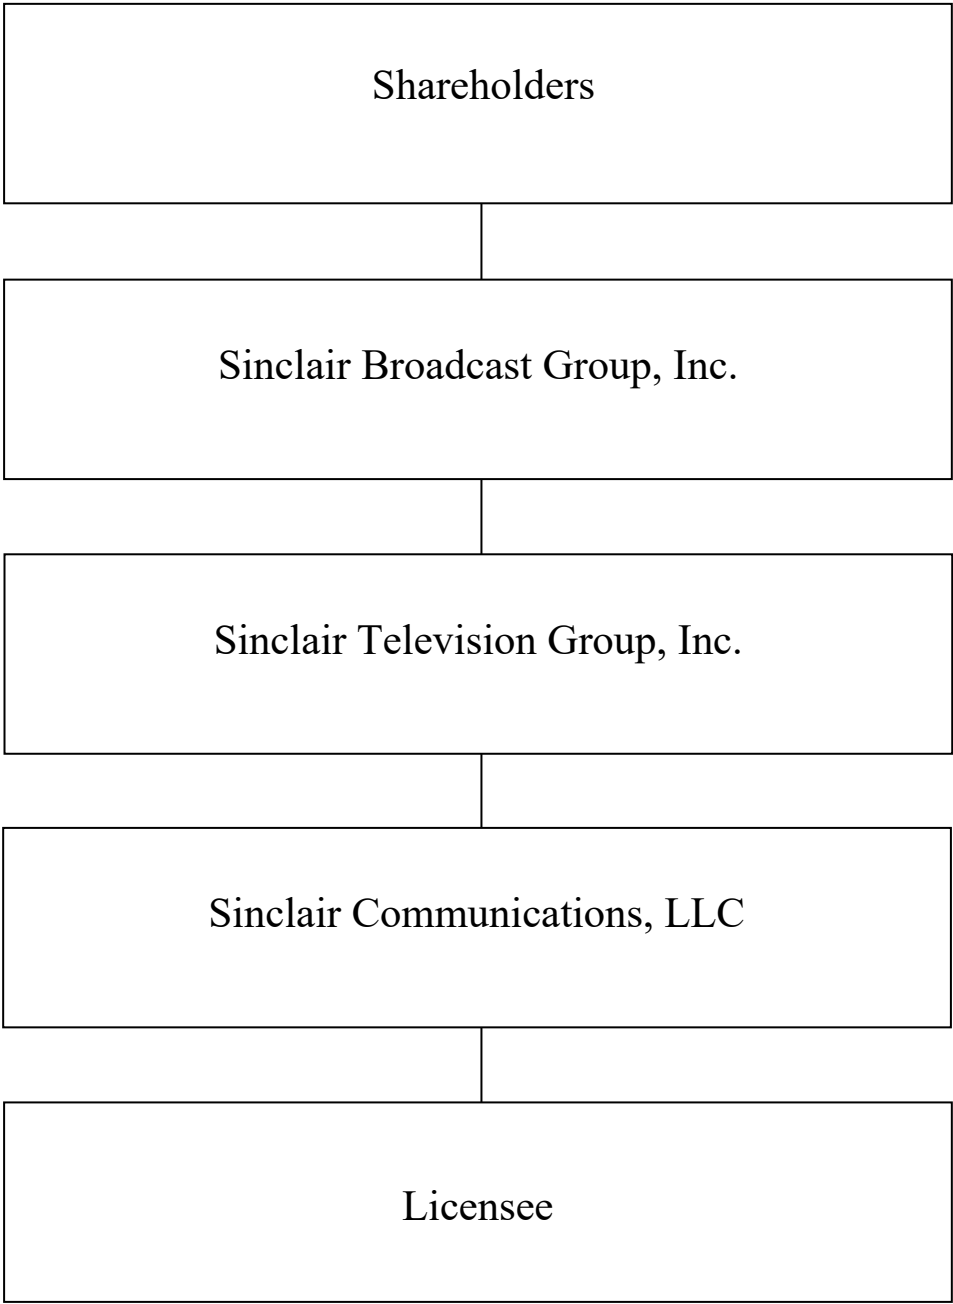 Shareholders
Sinclair Broadcast Group, Inc.
Sinclair Television Group, Inc.
Sinclair Communications, LLC
Licensee